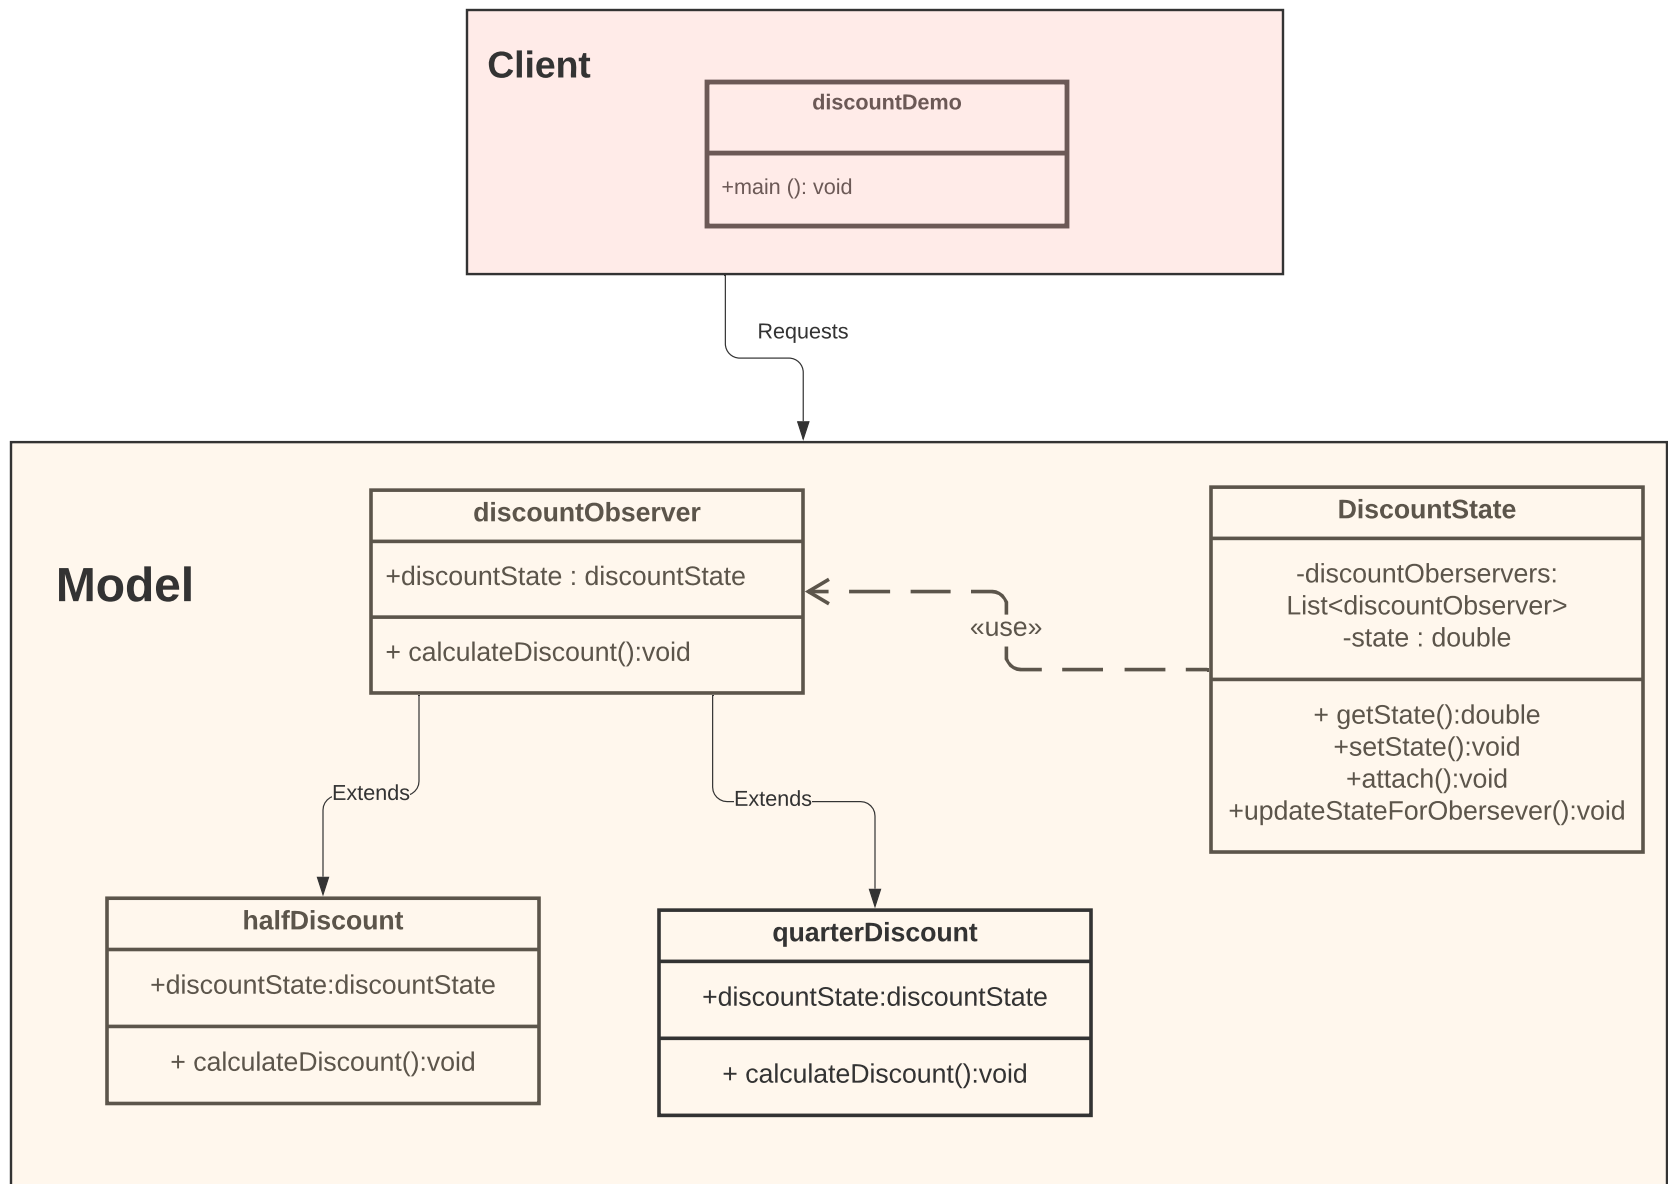 Client
discountDemo
+main (): void
Requests
Model
discountObserver
+discountState : discountState
+ calculateDiscount():void
«use»
DiscountState
-discountOberservers:
List<discountObserver>
-state : double
+ getState():double
+setState():void
+attach():void
+updateStateForObersever():void
Extends
Extends
halfDiscount
+discountState:discountState
+ calculateDiscount():void
quarterDiscount
+discountState:discountState
+ calculateDiscount():void